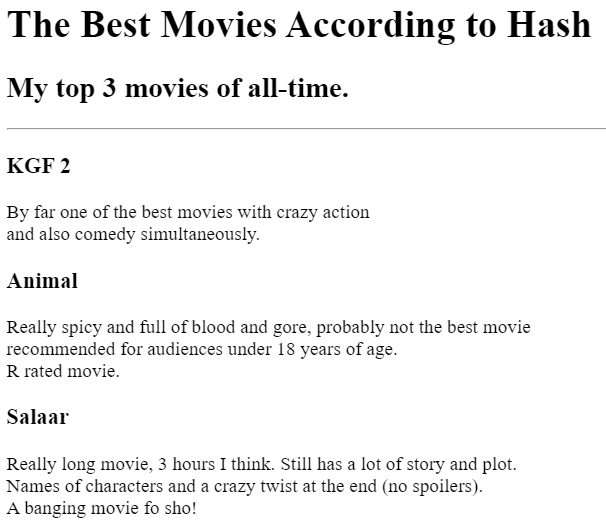 The Best Movies According to Hash
My top 3 movies of all-time.
KGF 2
By far one of the best movies with crazy action
and also comedy simultaneously.
Animal
Really spicy and full of blood and gore, probably not the best movie
recommended for audiences under 18 years of age.
R rated movie.
Salaar
Really long movie, 3 hours I think. Still has a lot of story and plot.
Names of characters and a crazy twist at the end (no spoilers).
A banging movie fo sho!